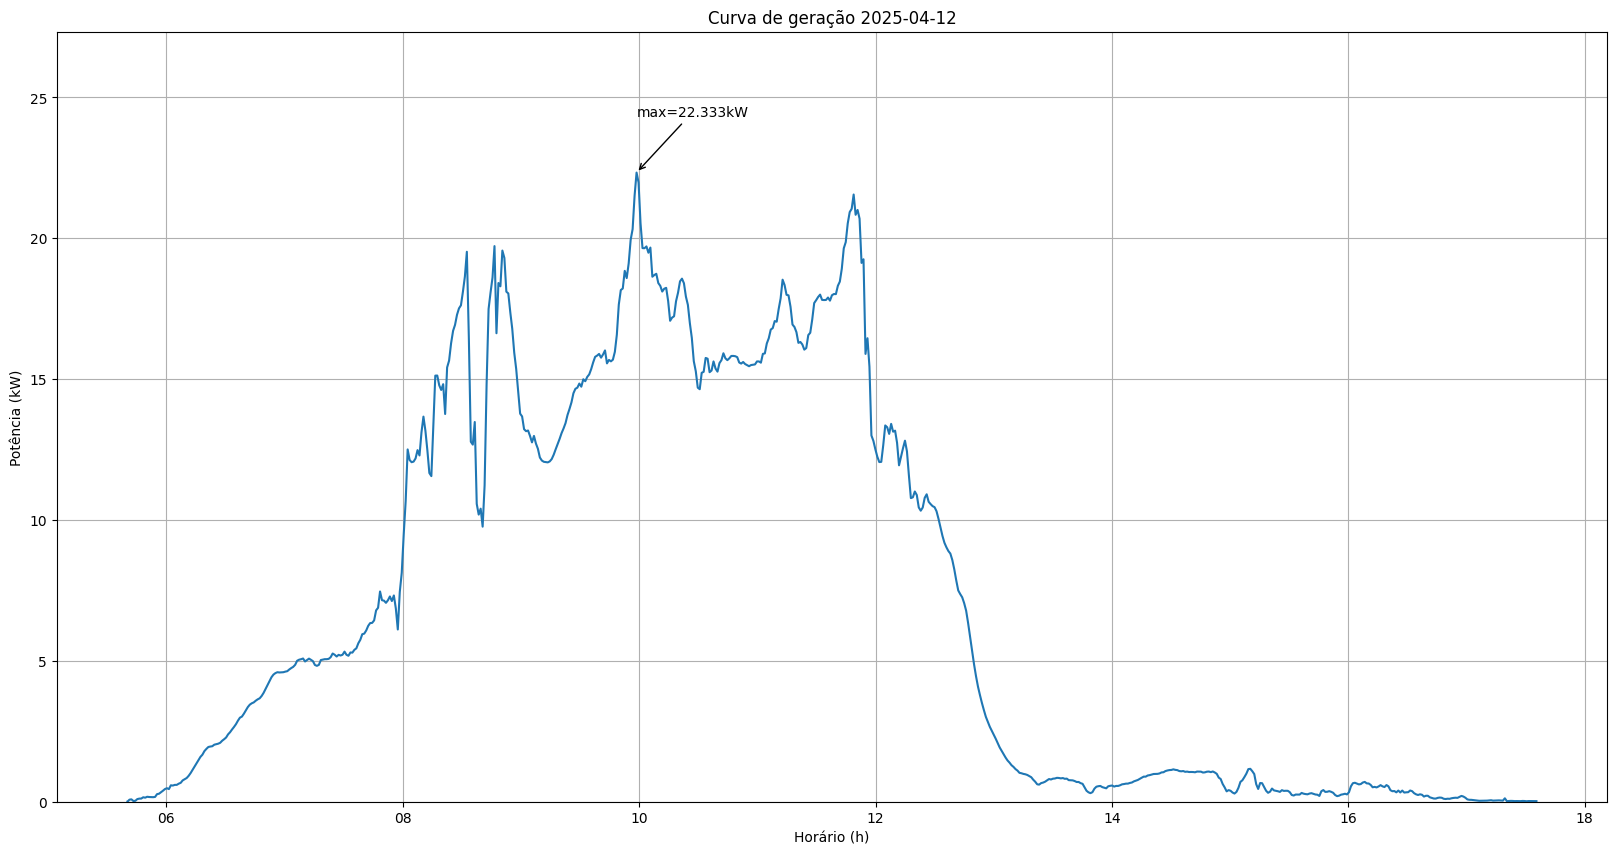 Curva de geração 2025-04-12
25
max=22.333kW
20
15
Potência (kW)
10
5
0
06 08 10 12 14 16 18
Horário (h)